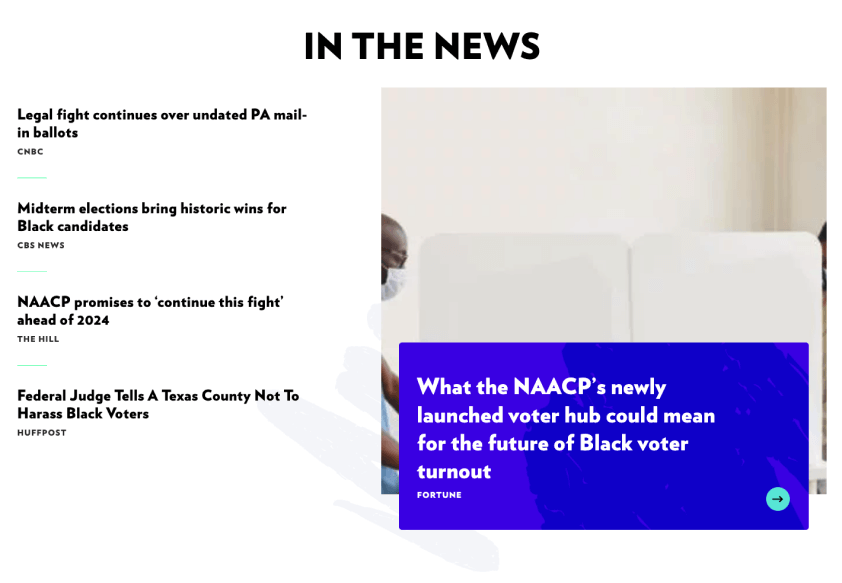 IN THE NEWS
Legal fight continues over undated PA mail-
in ballots
CNBC
Midterm elections bring historic wins for
Black candidates
CBS NEWS
NAACP promises to ‘continue this fight’
ahead of 2024
THE HILL
Federal Judge Tells A Texas County Not To
Harass Black Voters
HUFFPOST
What the NAACP’s newly
launched voter hub could mean
for the future of Black voter
turnout
FORTUNE